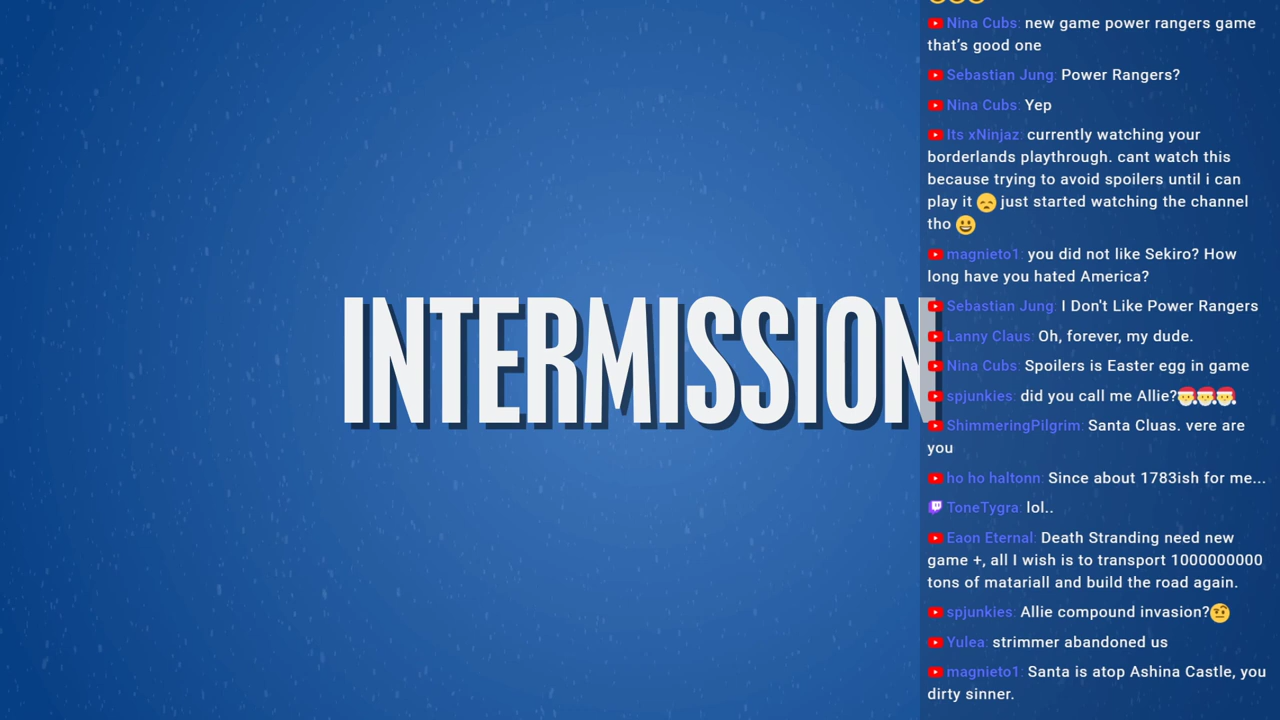 INTERMISSION
Nina Cubs: new game power rangers game
that's good one
Sebastian Jung: Power Rangers?
Nina Cubs: Yep
Its xNinjaz: currently watching your
borderlands playthrough. cant watch this
because trying to avoid spoilers until i can
play it 😞 just started watching the channel
tho 😀
magnieto1: you did not like Sekiro? How
long have you hated America?
Sebastian Jung: I Don't Like Power Rangers
Lanny Claus: Oh, forever, my dude.
Nina Cubs: Spoilers is Easter egg in game
spjunkies: did you call me Allie?🎅🎅🎅
ShimmeringPilgrim: Santa Cluas. vere are
you
ho ho haltonn: Since about 1783ish for me...
ToneTygra: lol..
Eaon Eternal: Death Stranding need new
game +, all I wish is to transport 1000000000
tons of matariall and build the road again.
spjunkies: Allie compound invasion?🤨
Yulea: strimmer abandoned us
magnieto1: Santa is atop Ashina Castle, you
dirty sinner.